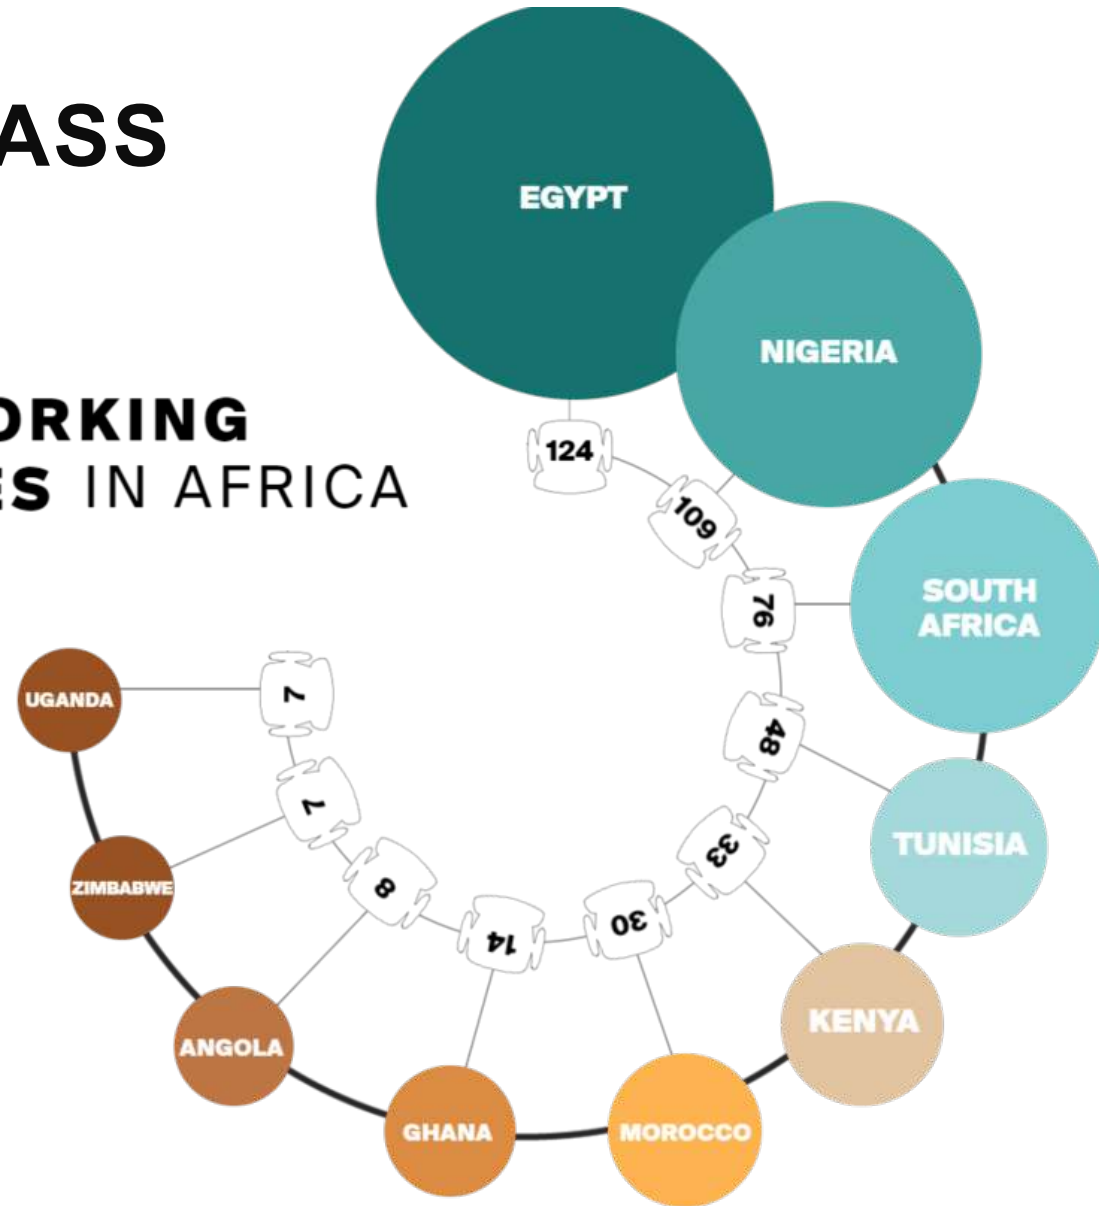 ASS
ORKING
ES IN AFRICA
EGYPT
NIGERIA
SOUTH
AFRICA
TUNISIA
KENYA
MOROCCO
GHANA
ANGOLA
ZIMBABWE
UGANDA
124
109
76
48
33
30
14
8
7
7